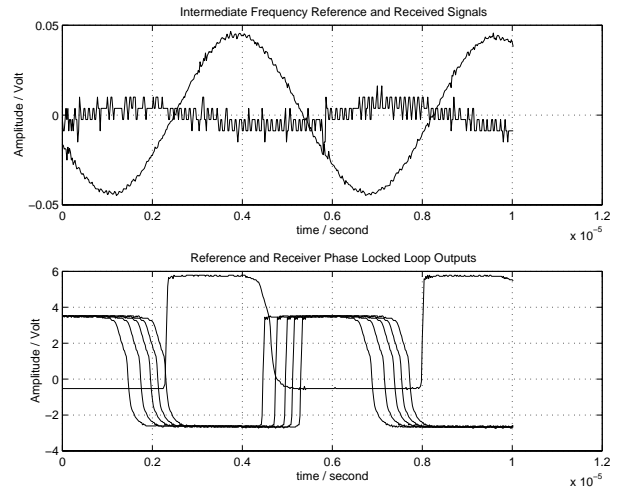 Intermediate Frequency Reference and Received Signals
0.05
0
−0.05
Amplitude / Volt
0 0.2 0.4 0.6 0.8 1 1.2
time / second
x 10⁻⁵
Reference and Receiver Phase Locked Loop Outputs
6
4
2
0
−2
−4
Amplitude / Volt
0 0.2 0.4 0.6 0.8 1 1.2
time / second
x 10⁻⁵